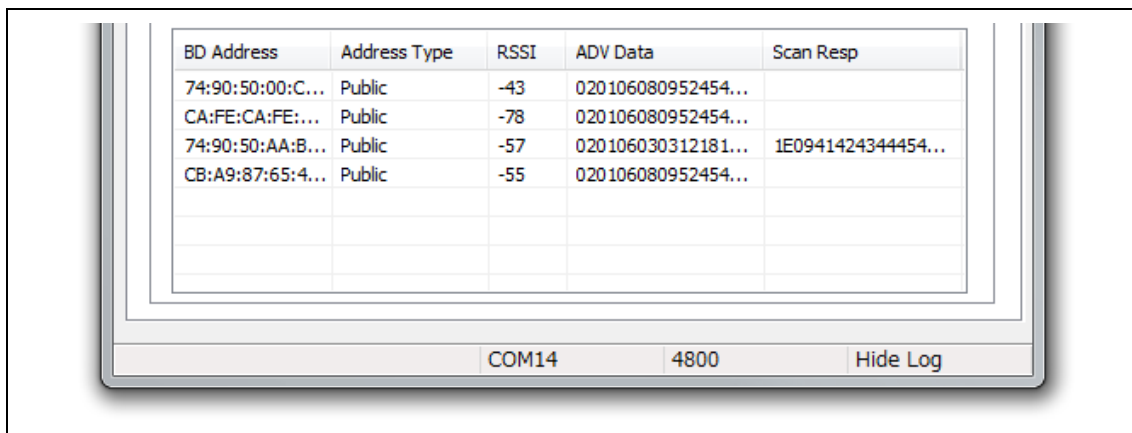 BD Address Address Type RSSI ADV Data Scan Resp
74:90:50:00:C... Public -43 020106080952454...
CA:FE:CA:FE:... Public -78 020106080952454...
74:90:50:AA:B... Public -57 020106030312181... 1E0941424344454...
CB:A9:87:65:4... Public -55 020106080952454...
COM14 4800 Hide Log